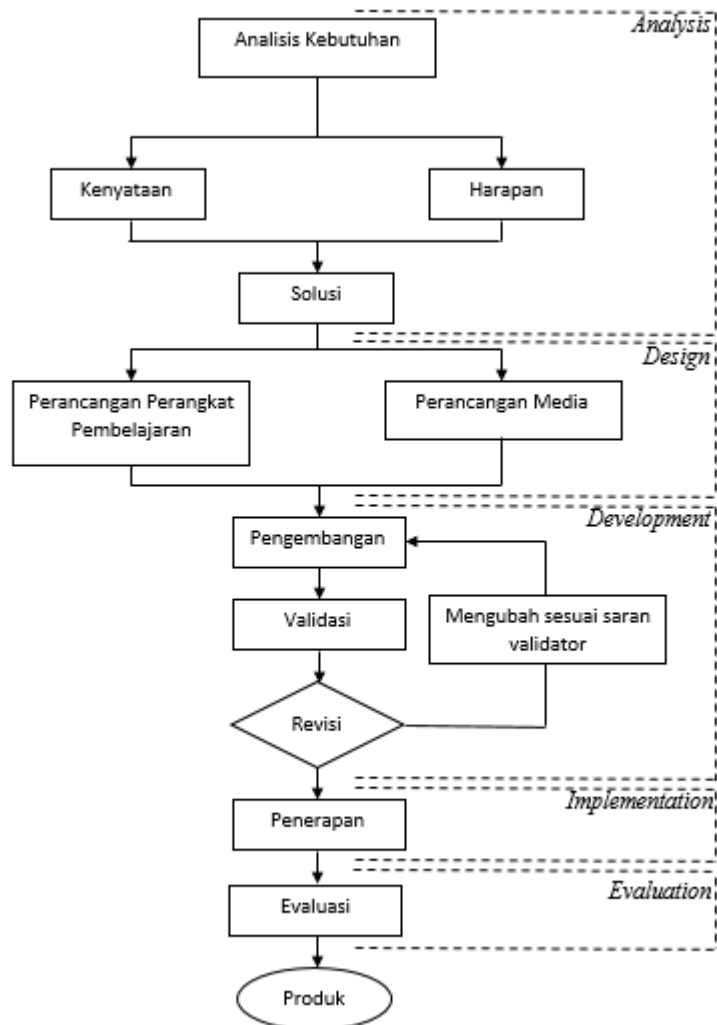 Analysis
Analisis Kebutuhan
Kenyataan
Harapan
Solusi
Design
Perancangan Perangkat
Pembelajaran
Perancangan Media
Development
Pengembangan
Validasi
Mengubah sesuai saran
validator
Revisi
Implementation
Penerapan
Evaluation
Evaluasi
Produk